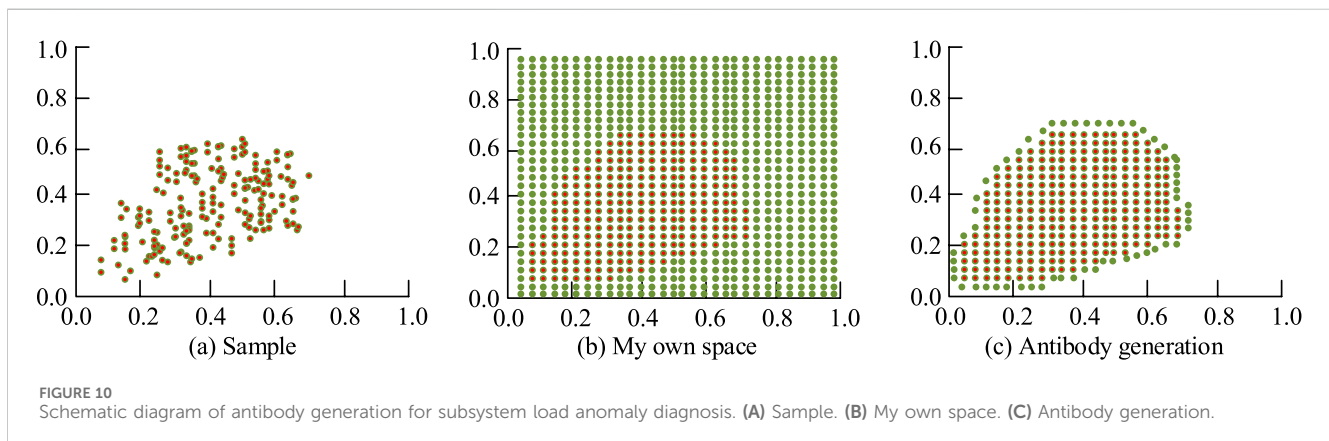 1.0
0.8
0.6
0.4
0.2
0.0
0.0 0.2 0.4 0.6 0.8 1.0
(a) Sample
1.0
0.8
0.6
0.4
0.2
0.0
0.0 0.2 0.4 0.6 0.8 1.0
(b) My own space
1.0
0.8
0.6
0.4
0.2
0.0
0.0 0.2 0.4 0.6 0.8 1.0
(c) Antibody generation
FIGURE 10
Schematic diagram of antibody generation for subsystem load anomaly diagnosis. (A) Sample. (B) My own space. (C) Antibody generation.